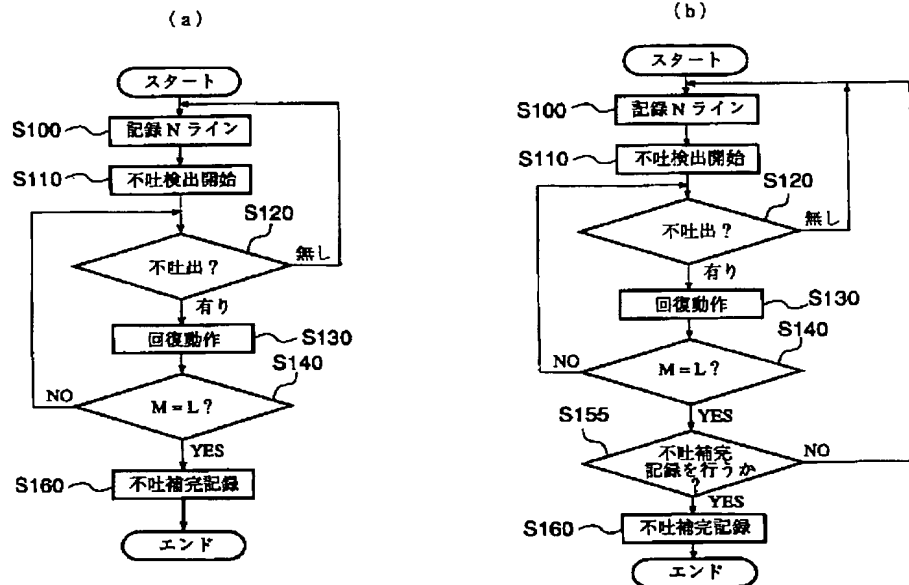 (a)
スタート
S100
記録Nライン
S110
不吐検出開始
S120
不吐出?
無し
有り
S130
回復動作
S140
NO
M=L?
YES
S160
不吐補完記録
エンド
(b)
スタート
S100
記録Nライン
S110
不吐検出開始
S120
不吐出?
無し
有り
S130
回復動作
S140
NO
M=L?
YES
S155
不吐補完
記録を行うか
?
NO
YES
S160
不吐補完記録
エンド